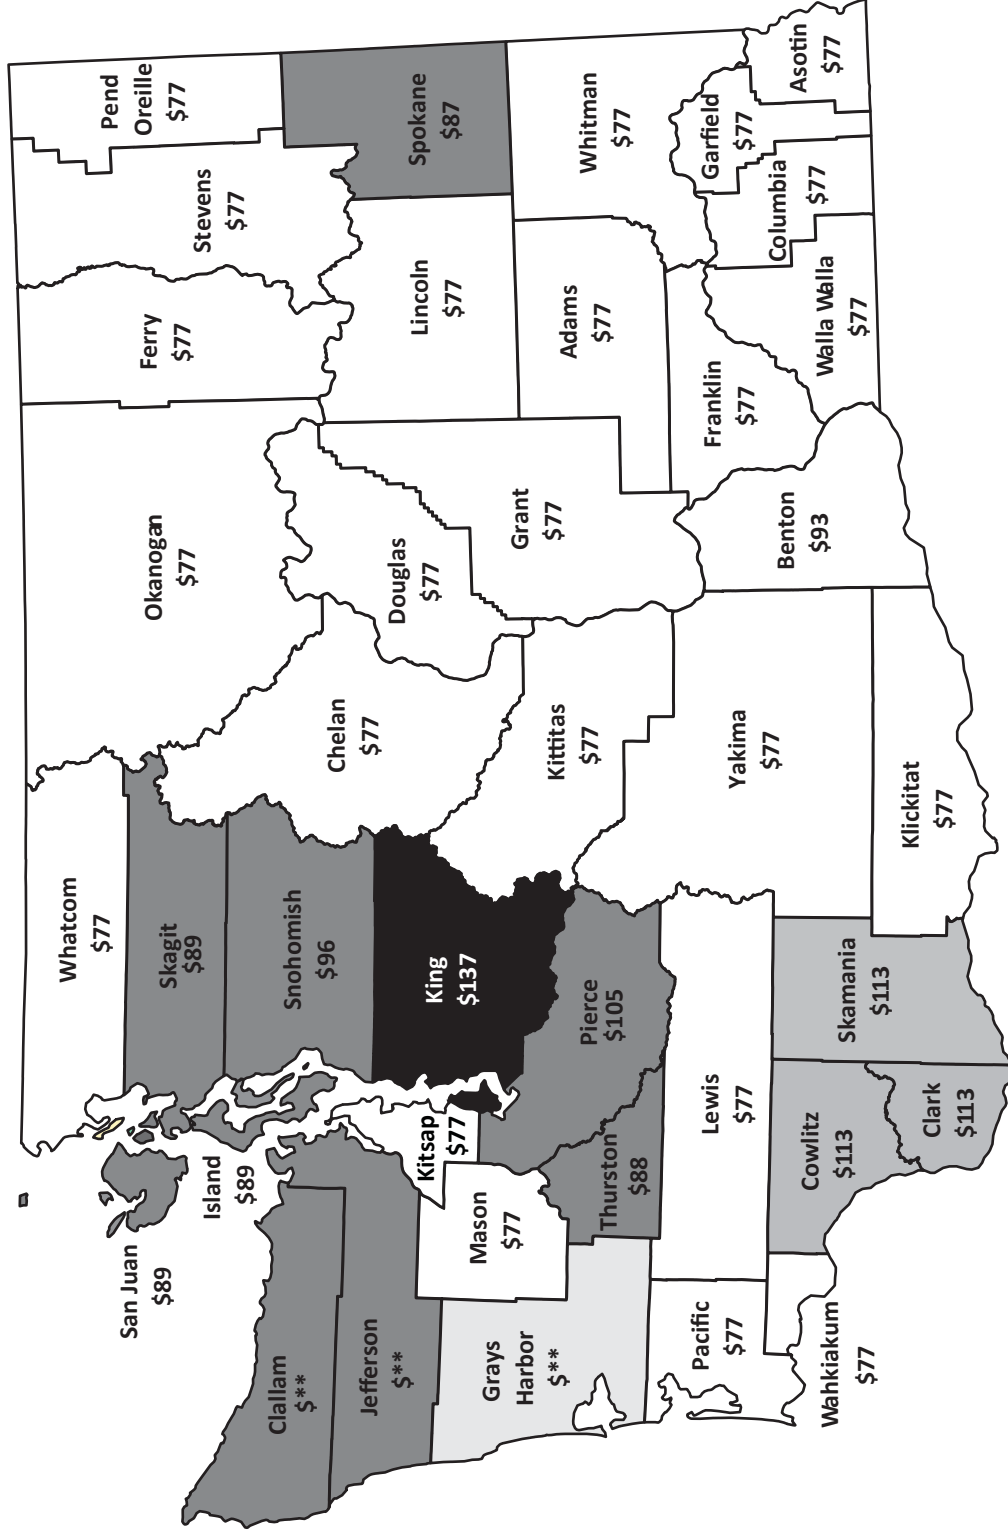 Whatcom
$77
Okanogan
$77
Ferry
$77
Stevens
$77
Pend
Oreille
$77
San Juan
$89
Skagit
$89
Island
$89
Snohomish
$96
Chelan
$77
Douglas
$77
Lincoln
$77
Spokane
$87
Clallam
$**
Jefferson
$**
Kitsap
$77
King
$137
Grant
$77
Mason
$77
Grays
Harbor
$**
Kittitas
$77
Adams
$77
Whitman
$77
Thurston
$88
Pierce
$105
Pacific
$77
Lewis
$77
Yakima
$77
Franklin
$77
Garfield
$77
Benton
$93
Walla Walla
$77
Columbia
$77
Asotin
$77
Wahkiakum
$77
Cowlitz
$113
Skamania
$113
Klickitat
$77
Clark
$113